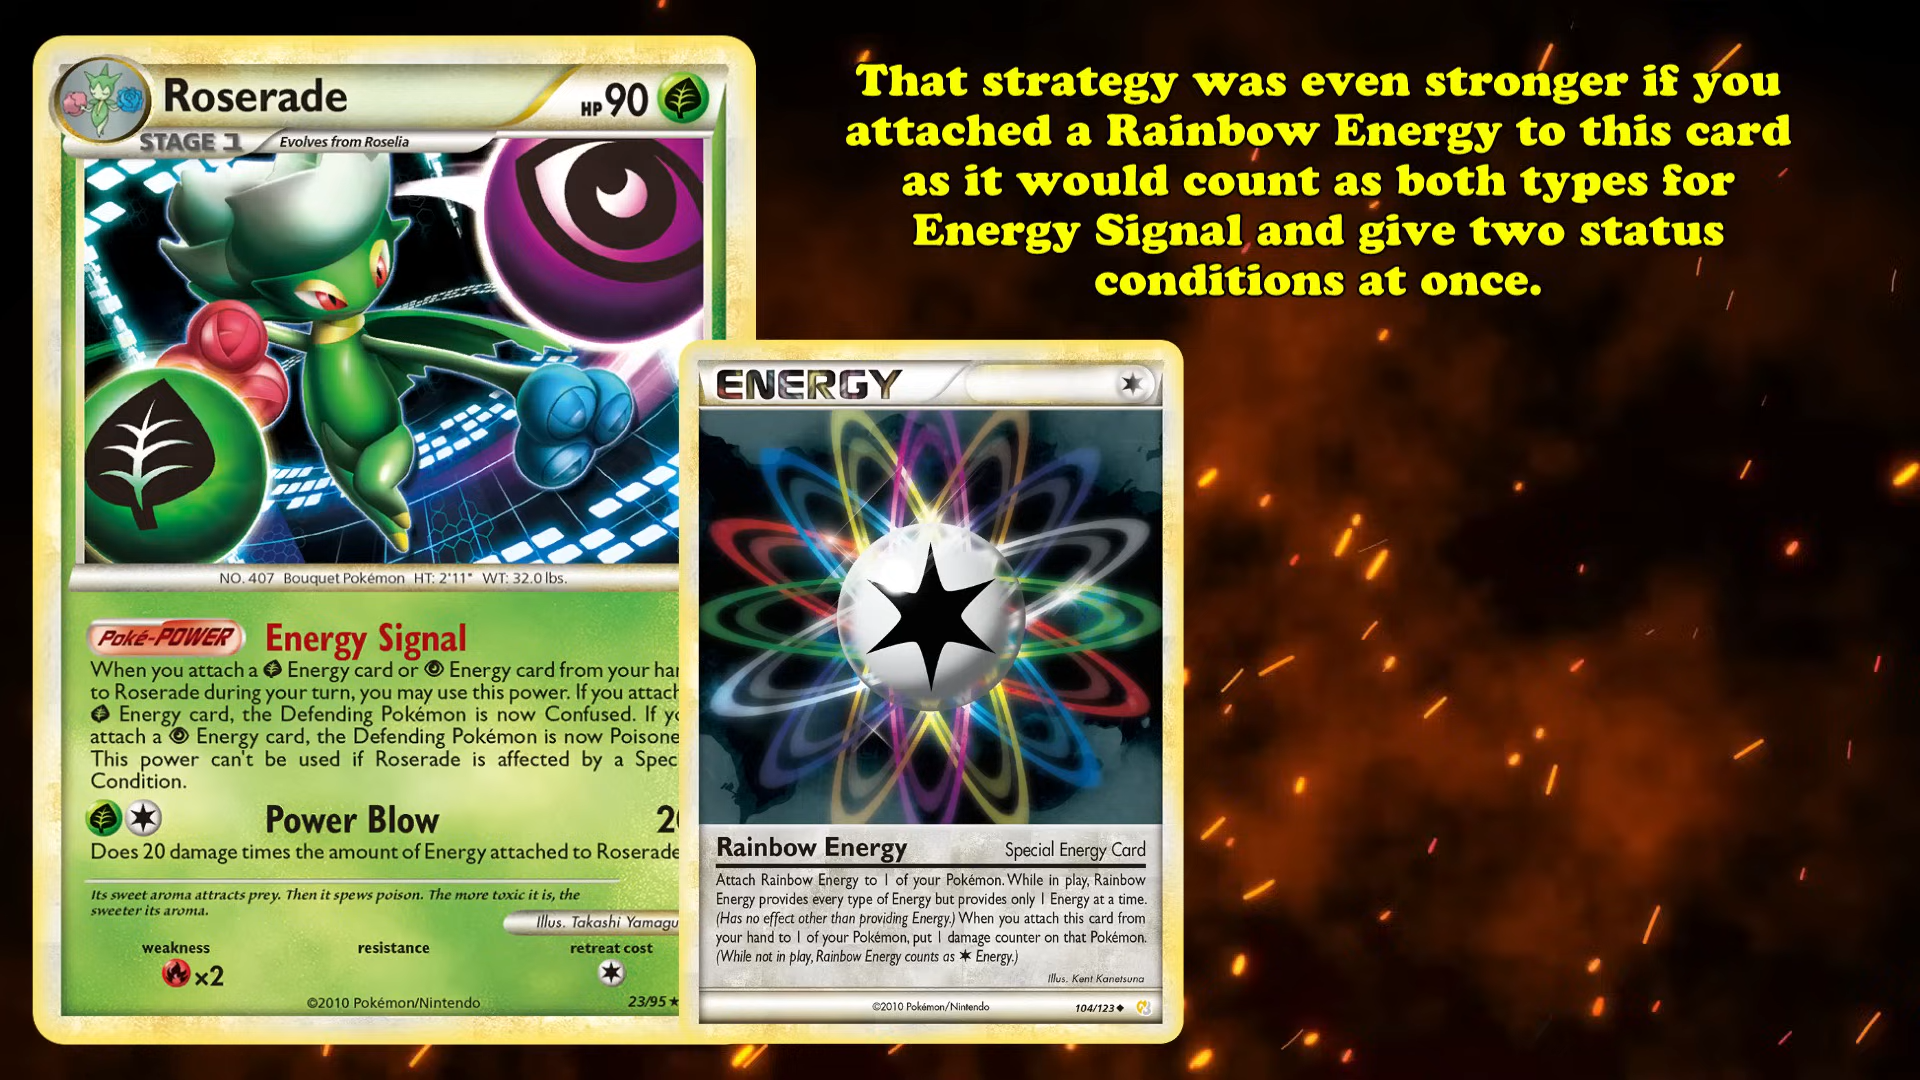 Roserade
HP 90
STAGE 1
Evolves from Roselia
NO. 407 Bouquet Pokémon HT: 2'11" WT: 32.0 lbs.
Poké-POWER Energy Signal
When you attach a Energy card or Energy card from your
to Roserade during your turn, you may use this power. If you attach
Energy card, the Defending Pokémon is now Confused. If
attach a Energy card, the Defending Pokémon is now
This power can't be used if Roserade is affected by a
Condition.
Power Blow
Does 20 damage times the amount of Energy attached to Roserade
Its sweet aroma attracts prey. Then it spews poison. The more toxic it is, the
sweeter its aroma.
Illus. Takashi
weakness resistance retreat cost
×2
©2010 Pokémon/Nintendo 23/95 ★
That strategy was even stronger if you
attached a Rainbow Energy to this card
as it would count as both types for
Energy Signal and give two status
conditions at once.
ENERGY
Rainbow Energy Special Energy Card
Attach Rainbow Energy to 1 of your Pokémon. While in play, Rainbow
Energy provides every type of Energy but provides only 1 Energy at a time.
(Has no effect other than providing Energy.) When you attach this card from
your hand to 1 of your Pokémon, put 1 damage counter on that Pokémon.
(While not in play, Rainbow Energy counts as Energy.)
Illus. Kent Kanetsuna
©2010 Pokémon/Nintendo 104/123 ◆